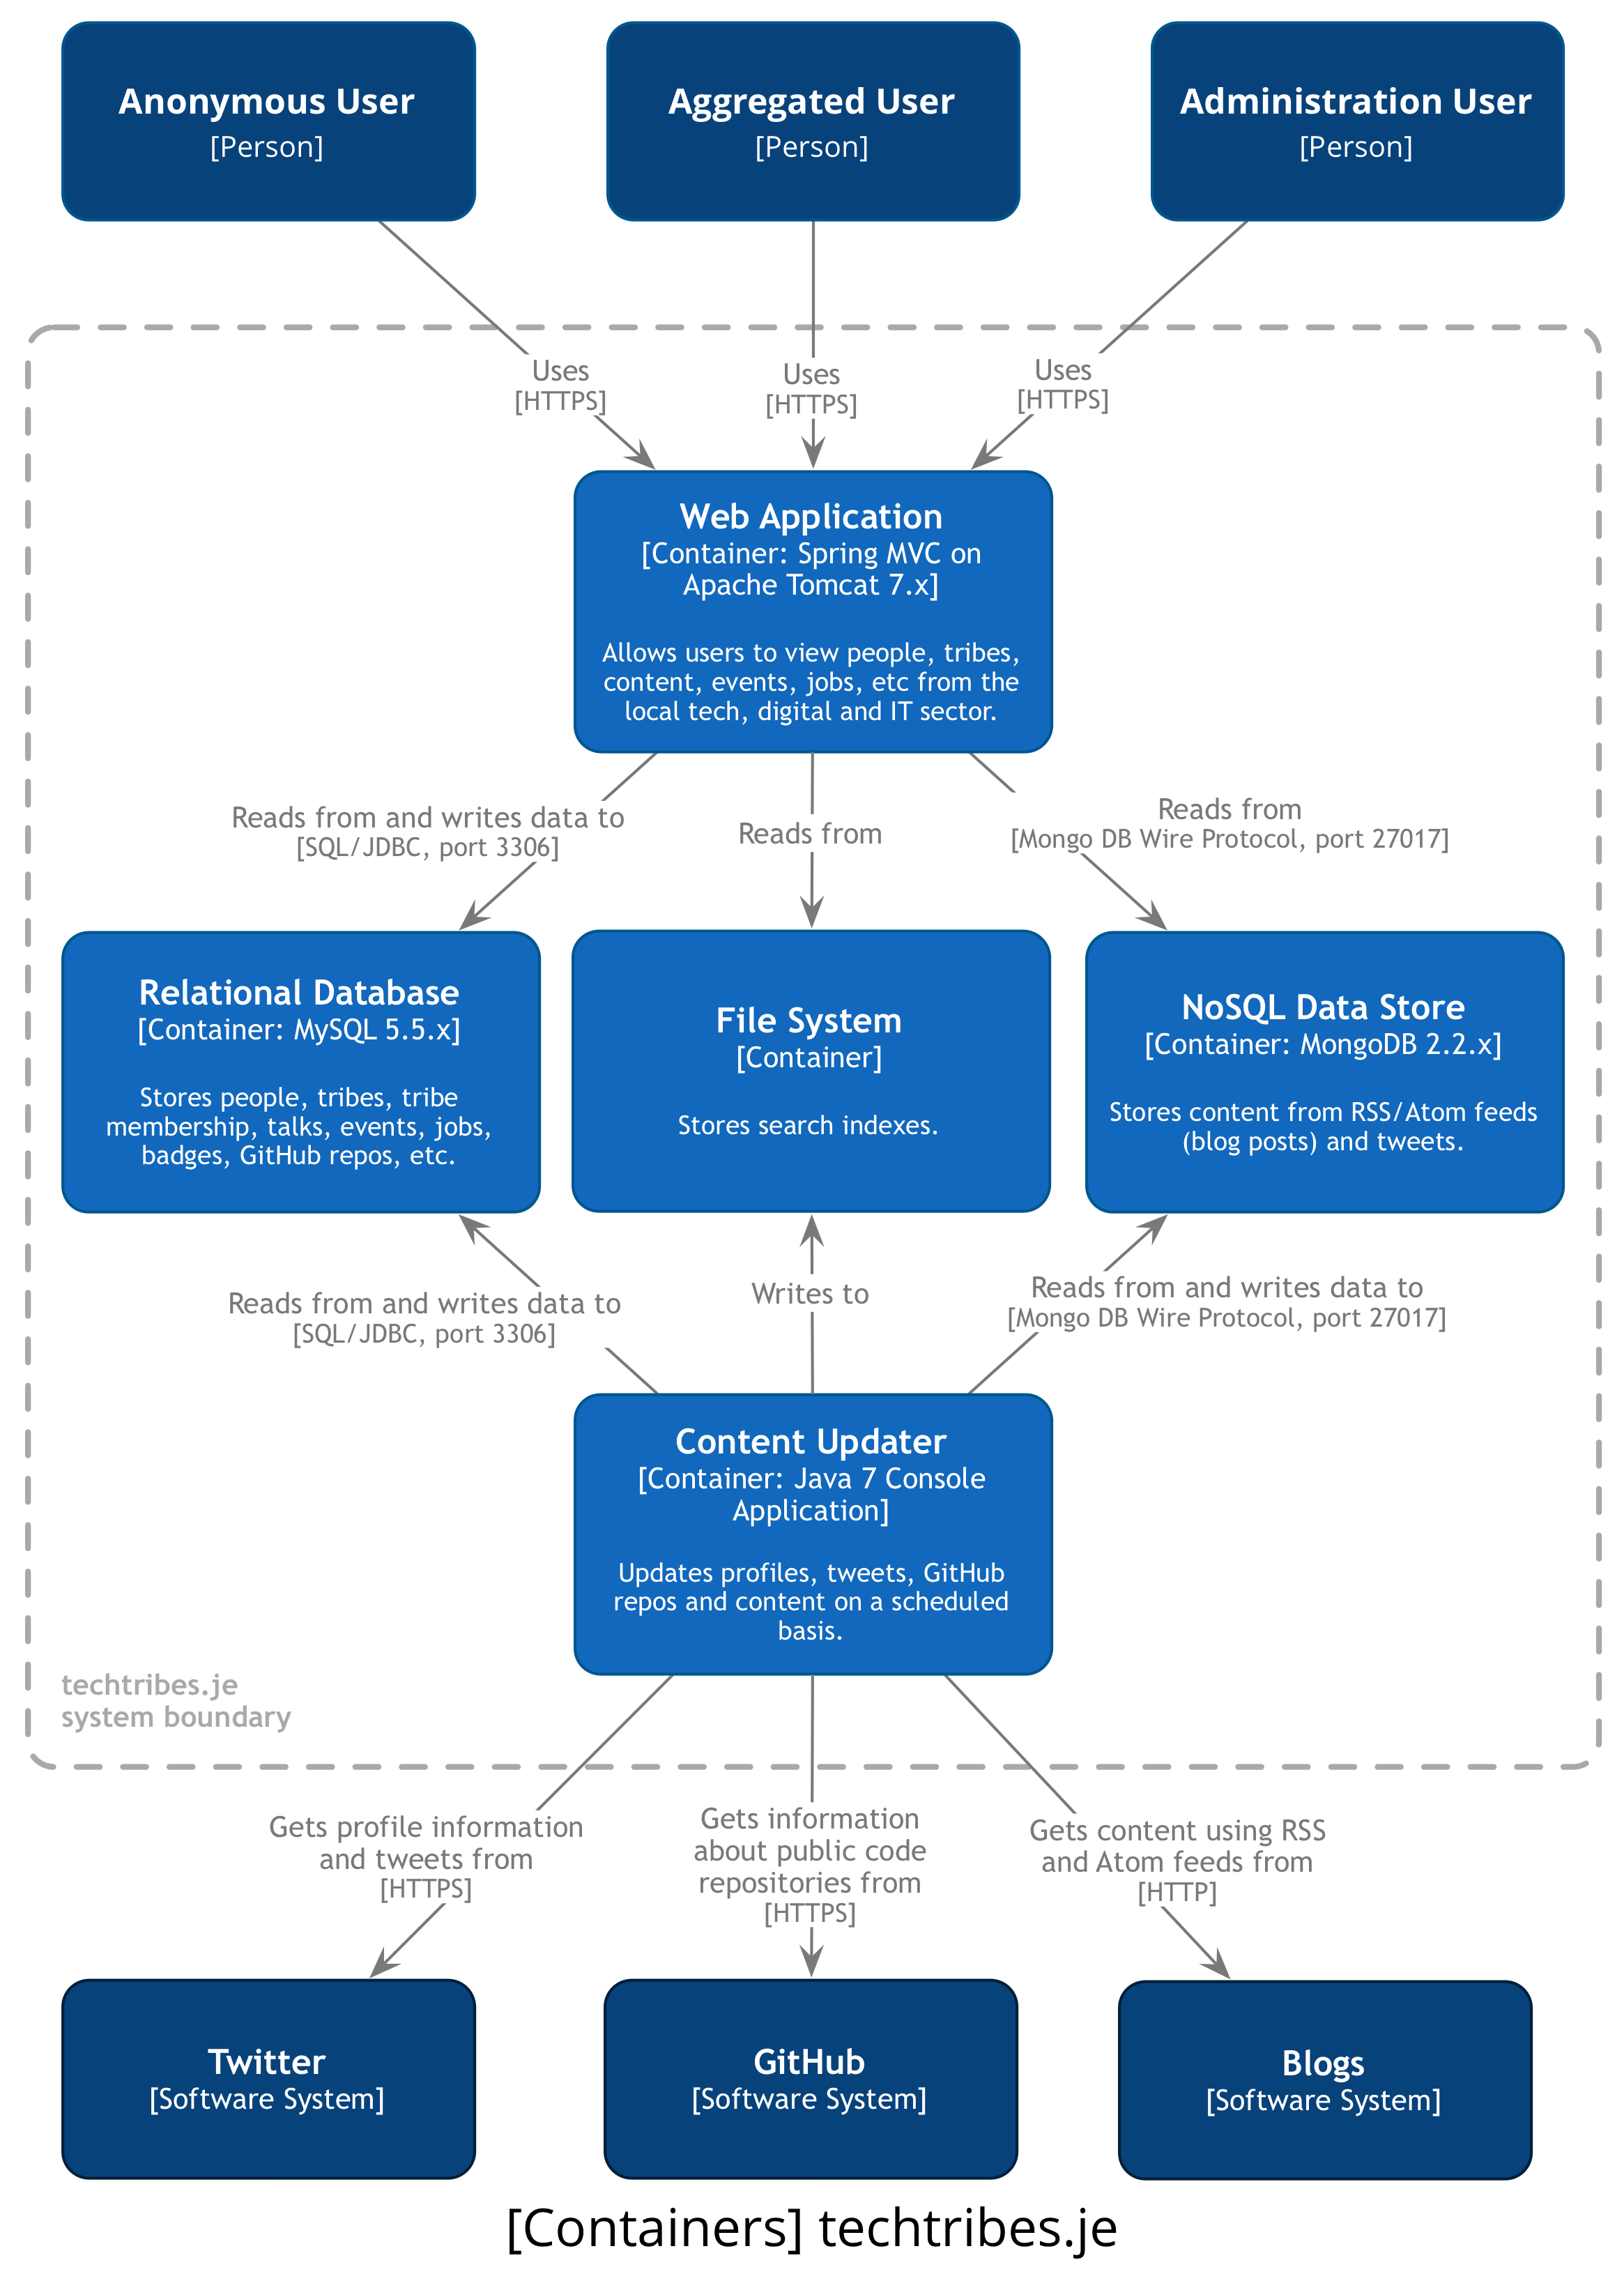 Anonymous User
[Person]
Aggregated User
[Person]
Administration User
[Person]
Uses
[HTTPS]
Uses
[HTTPS]
Uses
[HTTPS]
Web Application
[Container: Spring MVC on
Apache Tomcat 7.x]
Allows users to view people, tribes,
content, events, jobs, etc from the
local tech, digital and IT sector.
Reads from and writes data to
[SQL/JDBC, port 3306]
Reads from
Reads from
[Mongo DB Wire Protocol, port 27017]
Relational Database
[Container: MySQL 5.5.x]
Stores people, tribes, tribe
membership, talks, events, jobs,
badges, GitHub repos, etc.
File System
[Container]
Stores search indexes.
NoSQL Data Store
[Container: MongoDB 2.2.x]
Stores content from RSS/Atom feeds
(blog posts) and tweets.
Reads from and writes data to
[SQL/JDBC, port 3306]
Writes to
Reads from and writes data to
[Mongo DB Wire Protocol, port 27017]
Content Updater
[Container: Java 7 Console
Application]
Updates profiles, tweets, GitHub
repos and content on a scheduled
basis.
techtribes.je
system boundary
Gets profile information
and tweets from
[HTTPS]
Gets information
about public code
repositories from
[HTTPS]
Gets content using RSS
and Atom feeds from
[HTTP]
Twitter
[Software System]
GitHub
[Software System]
Blogs
[Software System]
[Containers] techtribes.je